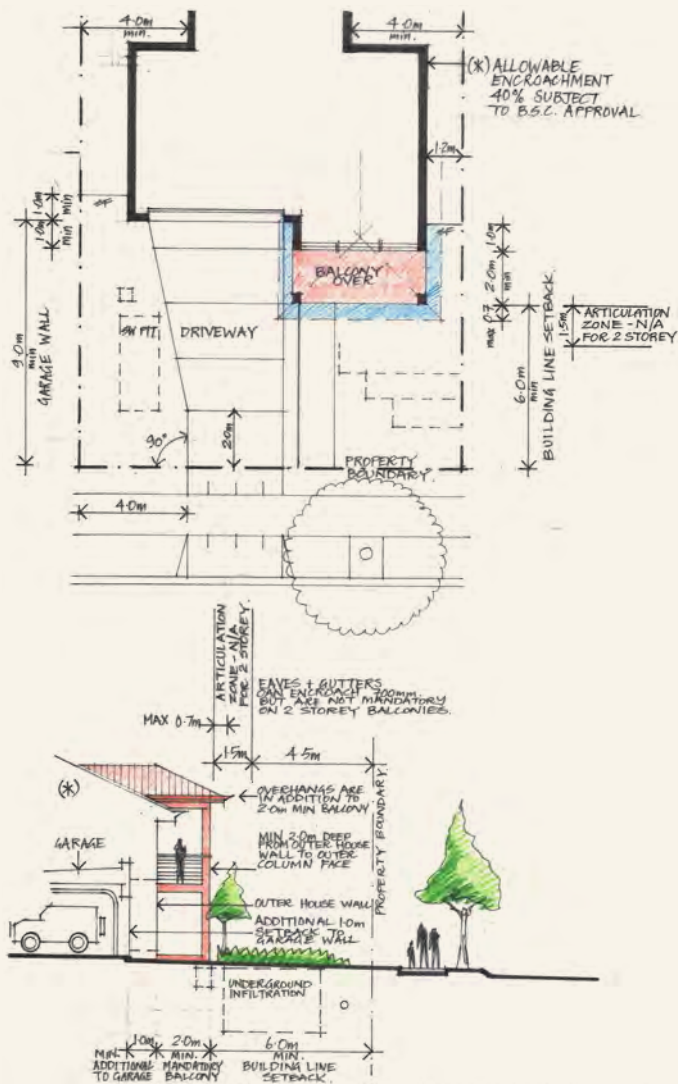 4.0m
min.
4.0m
min.
(*) ALLOWABLE
ENCROACHMENT
40% SUBJECT
TO B.S.C. APPROVAL
1.2m
1.0m
min
1.0m
min
9.0m
min
GARAGE WALL
DRIVEWAY
90°
2.0m
4.0m
BALCONY
OVER
1.0m
2.0m
min
max 0.7
6.0m
min
1.5m
ARTICULATION
ZONE - N/A
FOR 2 STOREY
BUILDING LINE SETBACK
PROPERTY
BOUNDARY.
ARTICULATION
ZONE - N/A
FOR 2 STOREY.
EAVES + GUTTERS
CAN ENCROACH 700mm.
BUT ARE NOT MANDATORY
ON 2 STOREY BALCONIES.
MAX 0.7m
1.5m
4.5m
(*)
OVERHANGS ARE
IN ADDITION TO
2.0m MIN BALCONY
GARAGE
MIN 2.0m DEEP
FROM OUTER HOUSE
WALL TO OUTER
COLUMN FACE
OUTER HOUSE WALL
ADDITIONAL 1.0m
SETBACK TO
GARAGE WALL
PROPERTY BOUNDARY.
UNDERGROUND
INFILTRATION
1.0m
2.0m
6.0m
MIN.
ADDITIONAL
TO GARAGE
MIN.
MANDATORY
BALCONY
MIN.
BUILDING LINE
SETBACK.